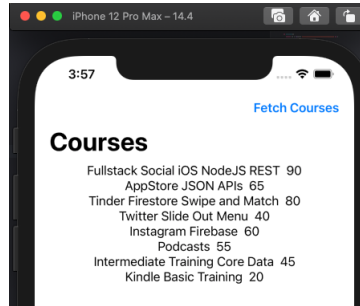 iPhone 12 Pro Max – 14.4
3:57
Fetch Courses
Courses
Fullstack Social iOS NodeJS REST 90
AppStore JSON APIs 65
Tinder Firestore Swipe and Match 80
Twitter Slide Out Menu 40
Instagram Firebase 60
Podcasts 55
Intermediate Training Core Data 45
Kindle Basic Training 20